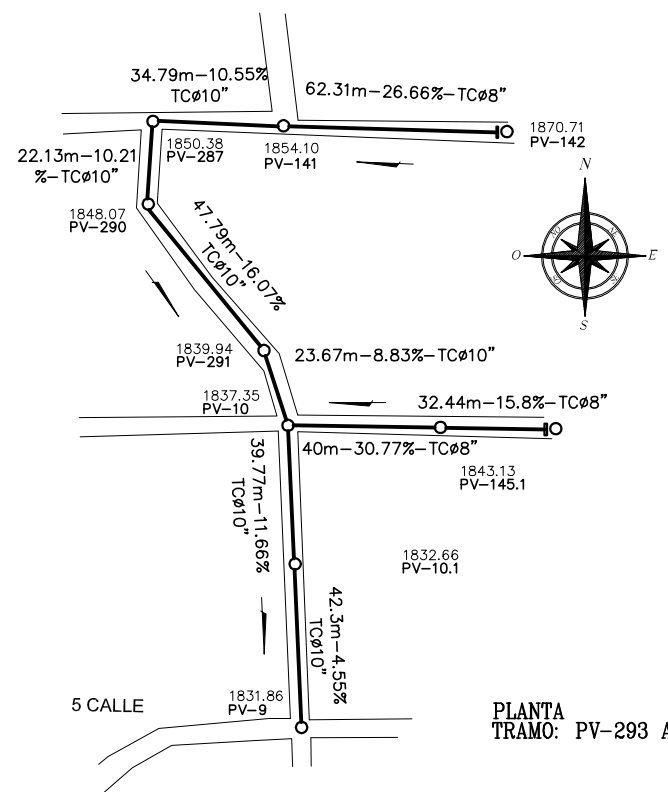 34.79m-10.55%
TCø10"
62.31m-26.66%-TCØ8"
1870.71
PV-142
1850.38
PV-287
1854.10
PV-141
22.13m-10.21
%-TCØ10"
1848.07
PV-290
47.79m-16.07%
TCØ10"
N
NO
NE
O
E
SO
SE
S
1839.94
PV-291
23.67m-8.83%-TCØ10"
1837.35
PV-10
32.44m-15.8%-TCØ8"
40m-30.77%-TCØ8"
1843.13
PV-145.1
39.77m-11.66%
TCØ10"
1832.66
PV-10.1
42.3m-4.55%
TCØ10"
1831.86
PV-9
5 CALLE
PLANTA
TRAMO: PV-293 A